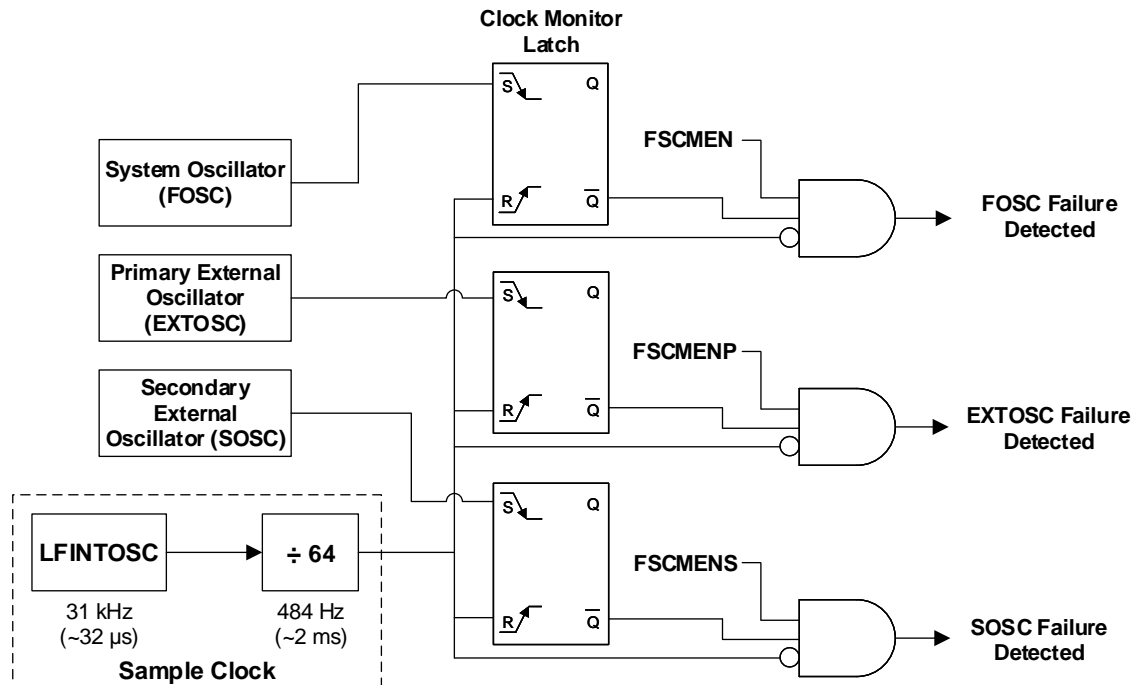 Clock Monitor
Latch
S
Q
R
Q
System Oscillator
(FOSC)
FSCMEN
FOSC Failure
Detected
Primary External
Oscillator
(EXTOSC)
S
Q
R
Q
FSCMENP
EXTOSC Failure
Detected
Secondary
External
Oscillator (SOSC)
S
Q
R
Q
FSCMENS
SOSC Failure
Detected
LFINTOSC
÷ 64
31 kHz
(~32 µs)
484 Hz
(~2 ms)
Sample Clock